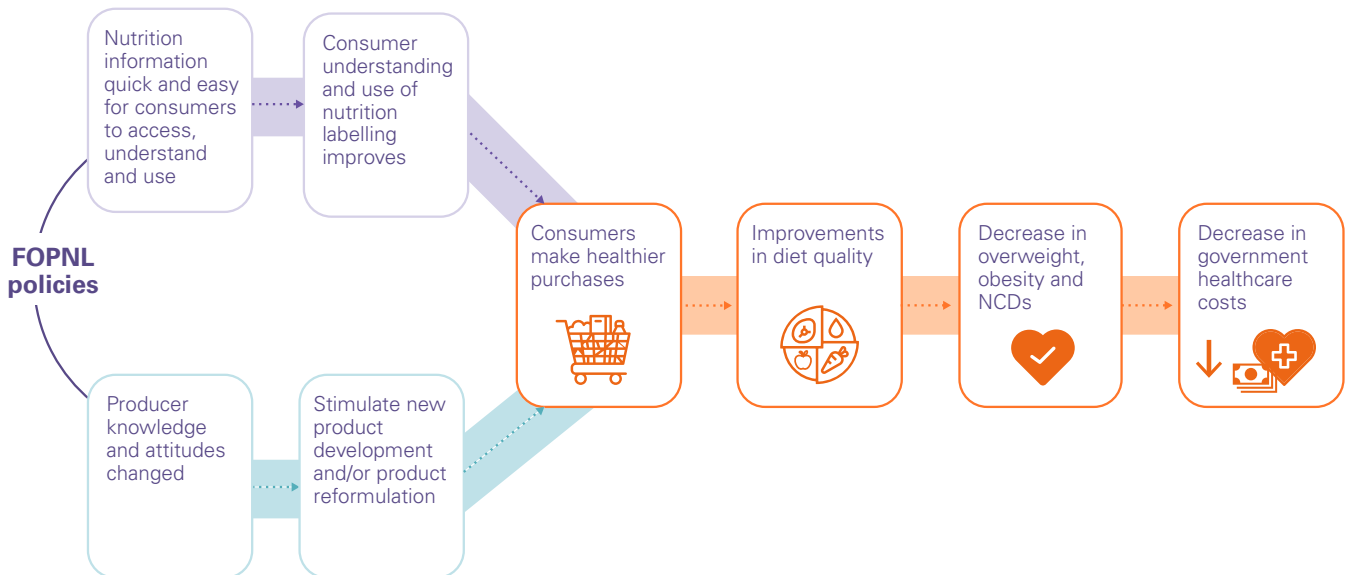 FOPNL
policies
Nutrition
information
quick and easy
for consumers
to access,
understand
and use
Consumer
understanding
and use of
nutrition
labelling
improves
Producer
knowledge
and attitudes
changed
Stimulate new
product
development
and/or product
reformulation
Consumers
make healthier
purchases
Improvements
in diet quality
Decrease in
overweight,
obesity and
NCDs
Decrease in
government
healthcare
costs